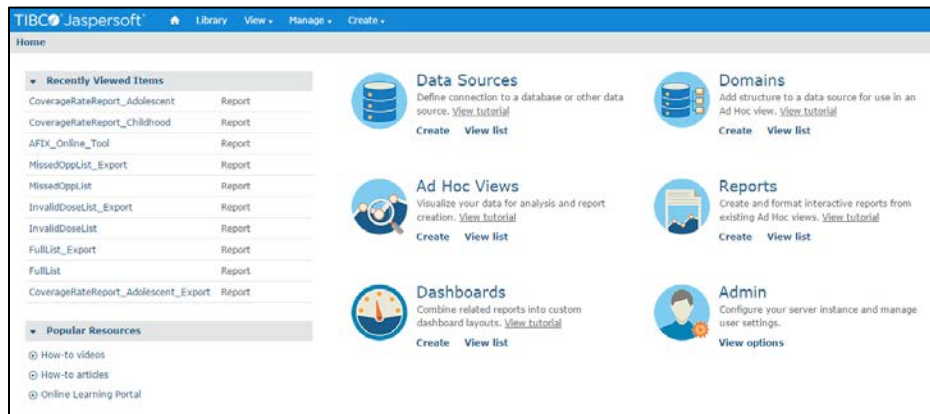 TIBCO Jaspersoft® Library View Manage Create
Home
Recently Viewed Items
CoverageRateReport_Adolescent Report
CoverageRateReport_Childhood Report
AFIX_Online_Tool Report
MissedOppList_Export Report
MissedOppList Report
InvalidDoseList_Export Report
InvalidDoseList Report
FullList_Export Report
FullList Report
CoverageRateReport_Adolescent_Export Report
Popular Resources
How-to videos
How-to articles
Online Learning Portal
Data Sources
Define connection to a database or other data
source. View tutorial
Create View list
Domains
Add structure to a data source for use in an
Ad Hoc view. View tutorial
Create View list
Ad Hoc Views
Visualize your data for analysis and report
creation. View tutorial
Create View list
Reports
Create and format interactive reports from
existing Ad Hoc views. View tutorial
Create View list
Dashboards
Combine related reports into custom
dashboard layouts. View tutorial
Create View list
Admin
Configure your server instance and manage
user settings.
View options